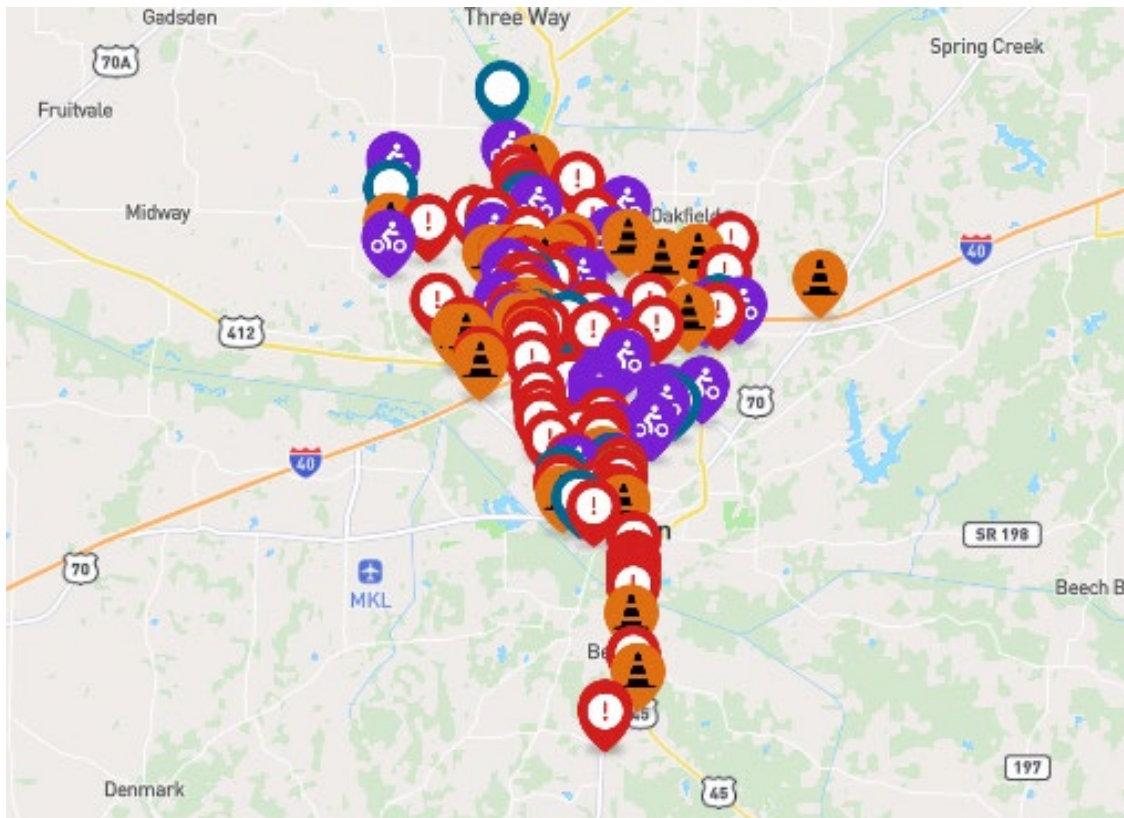 Gadsden
Three Way
70A
Spring Creek
Fruitvale
Midway
Oakfield
40
412
70
40
SR 198
70
MKL
Beech B
45
197
Denmark
45